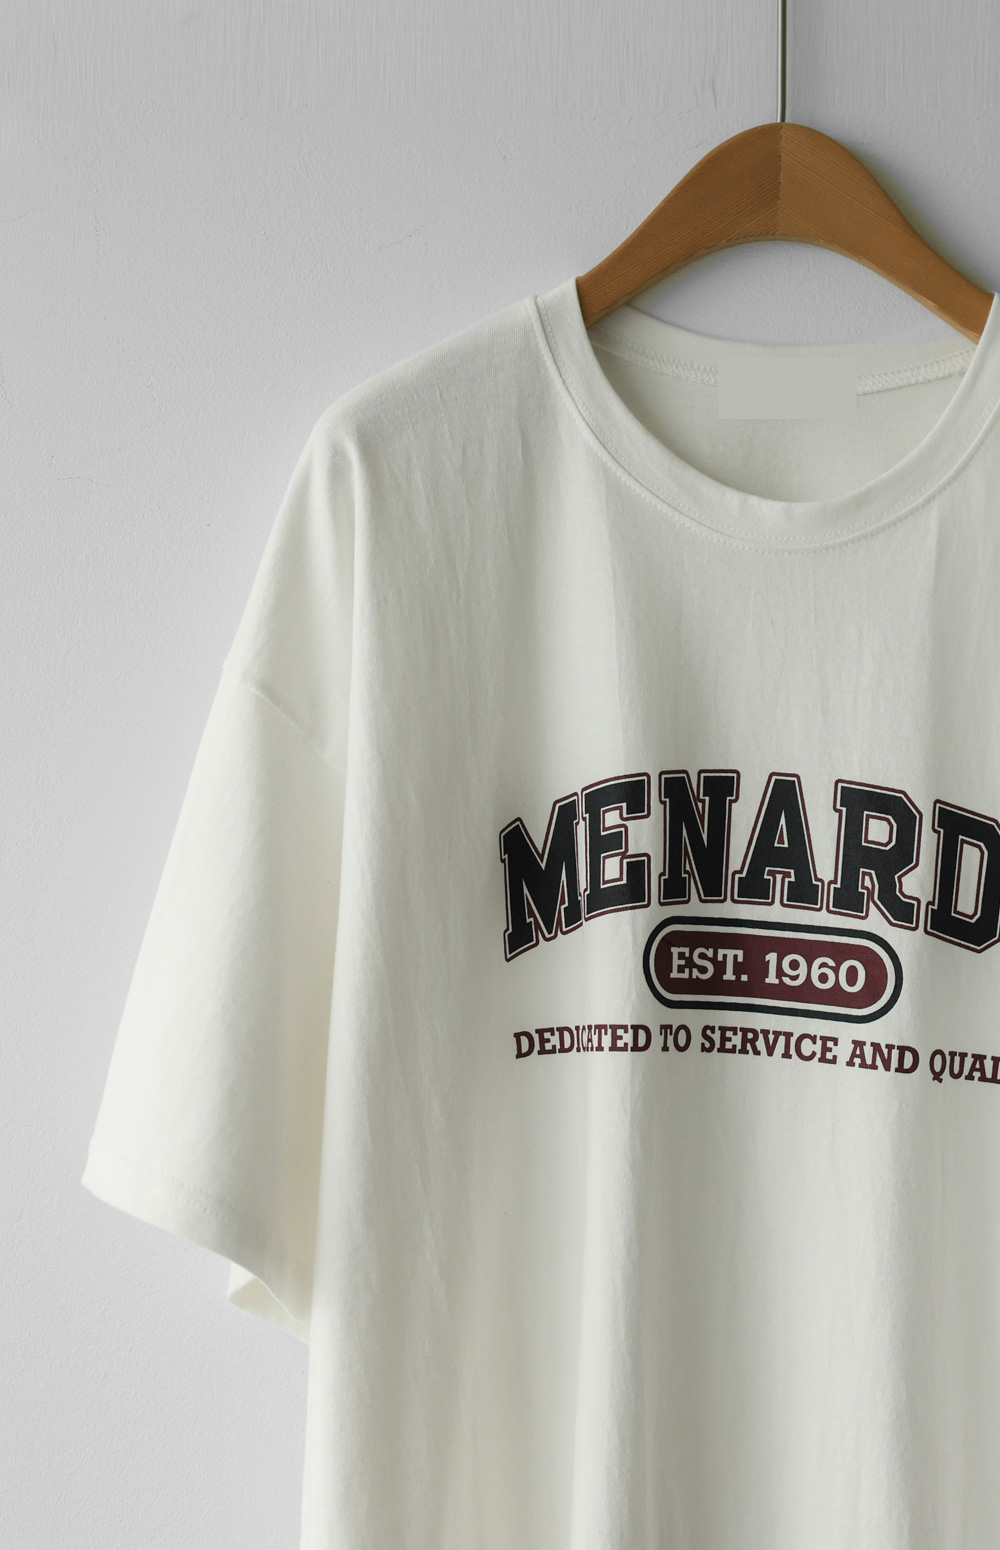 MENARD
EST. 1960
DEDICATED TO SERVICE AND QUAL